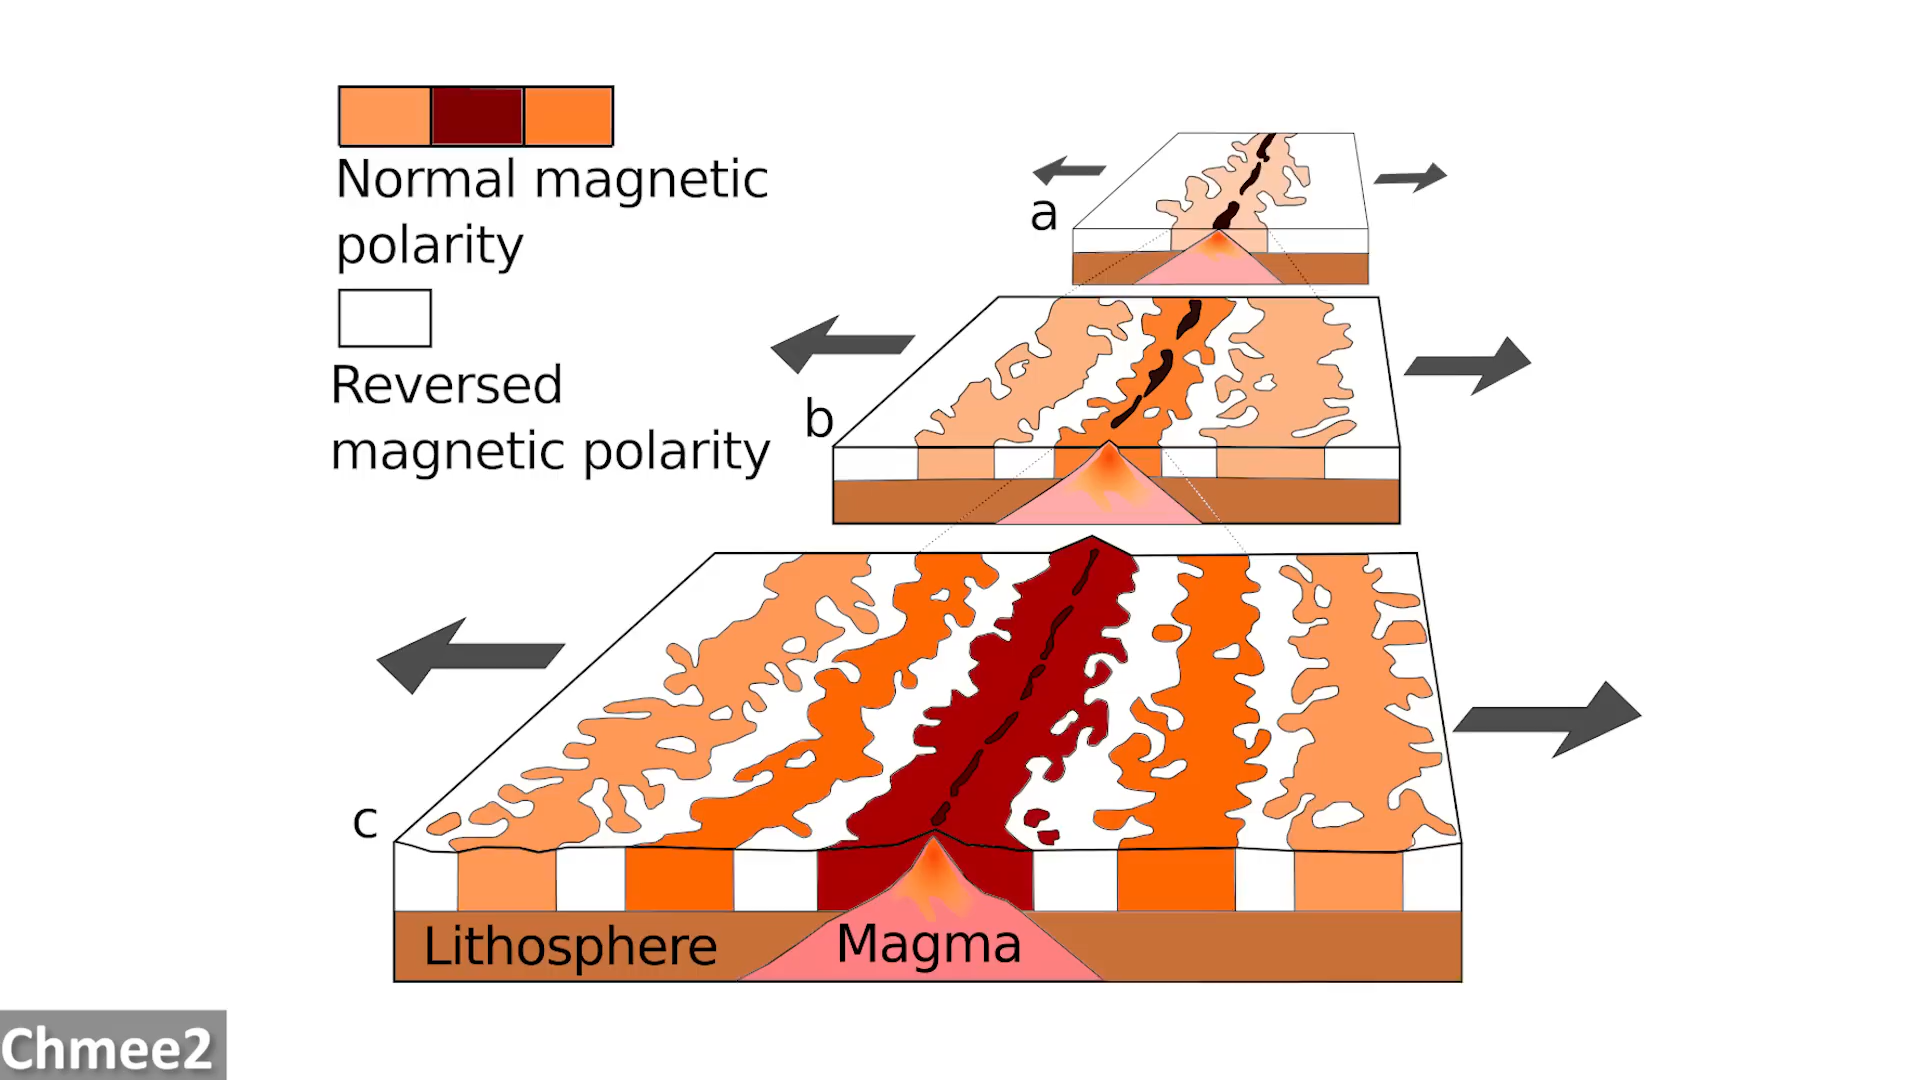 Normal magnetic
polarity
Reversed
magnetic polarity
a
b
c
Lithosphere
Magma
Chmee2